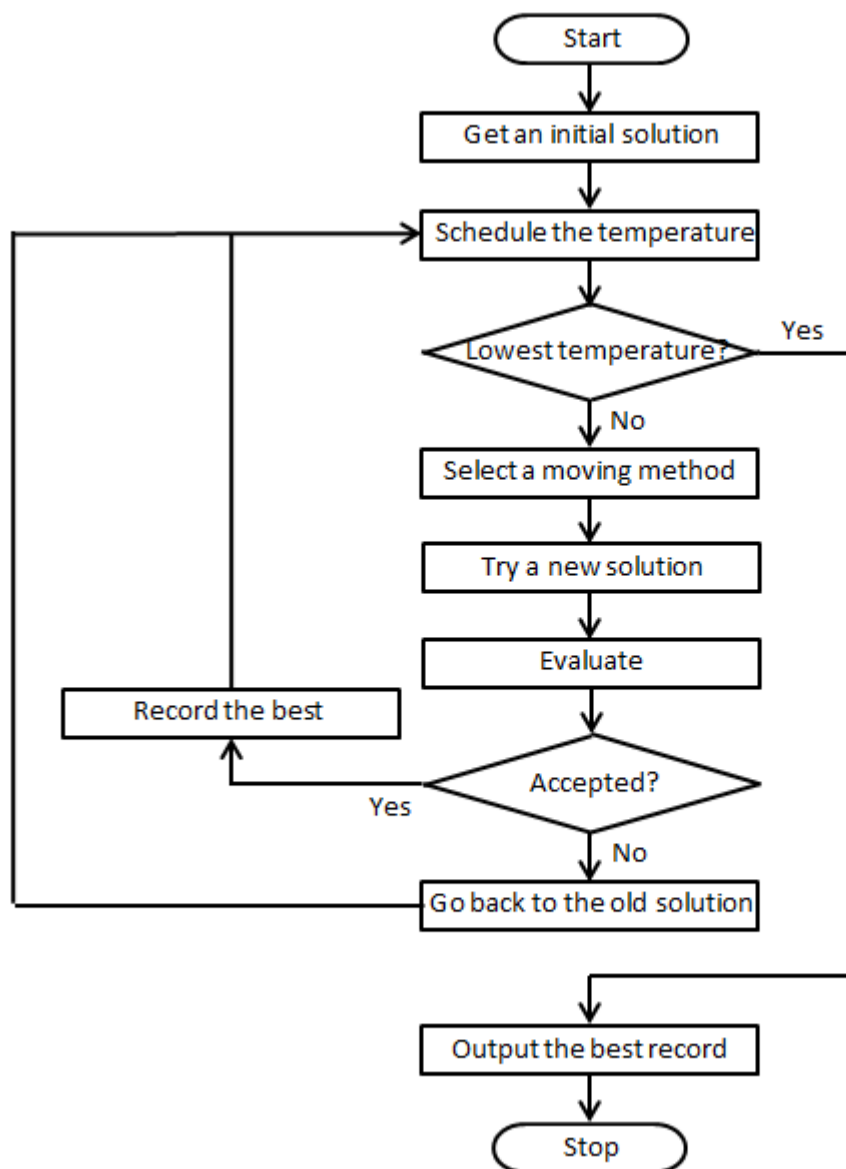 Start
Get an initial solution
Schedule the temperature
Lowest temperature?
Yes
No
Select a moving method
Try a new solution
Evaluate
Record the best
Accepted?
Yes
No
Go back to the old solution
Output the best record
Stop